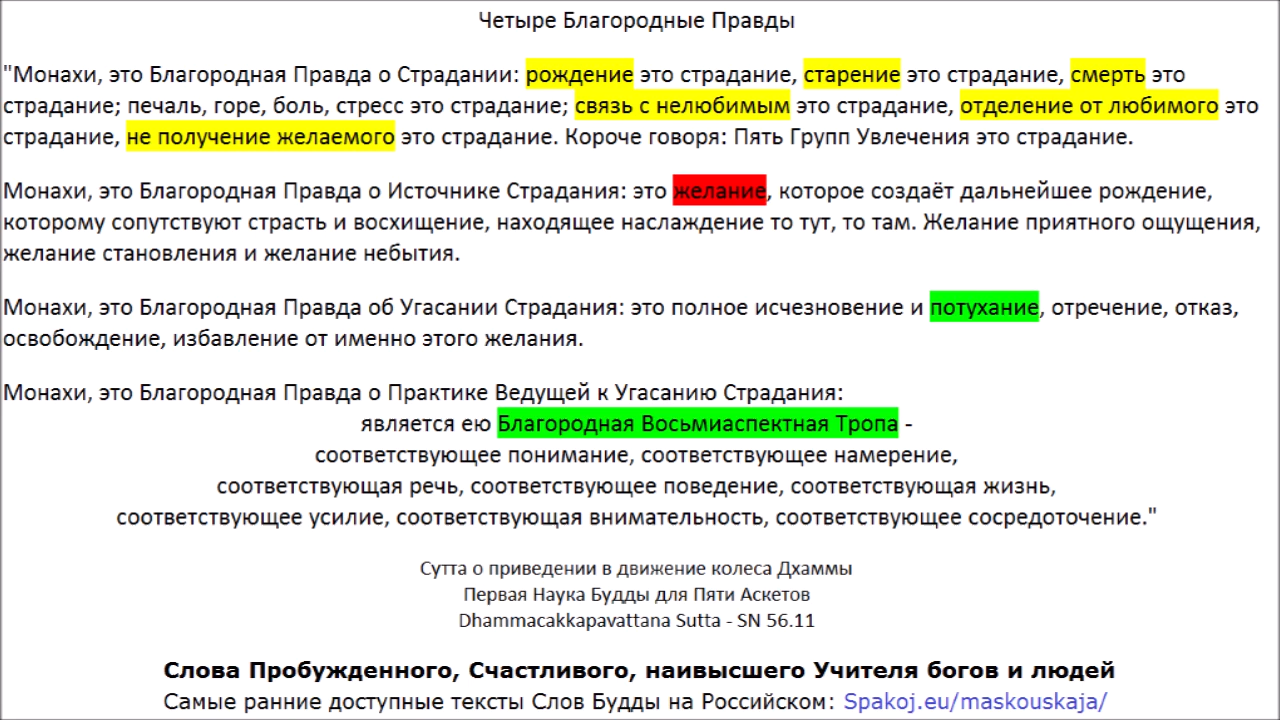 Четыре Благородные Правды
"Монахи, это Благородная Правда о Страдании: рождение это страдание, старение это страдание, смерть это
страдание; печаль, горе, боль, стресс это страдание; связь с нелюбимым это страдание, отделение от любимого это
страдание, не получение желаемого это страдание. Короче говоря: Пять Групп Увлечения это страдание.
Монахи, это Благородная Правда о Источнике Страдания: это желание, которое создаёт дальнейшее рождение,
которому сопутствуют страсть и восхищение, находящее наслаждение то тут, то там. Желание приятного ощущения,
желание становления и желание небытия.
Монахи, это Благородная Правда об Угасании Страдания: это полное исчезновение и потухание, отречение, отказ,
освобождение, избавление от именно этого желания.
Монахи, это Благородная Правда о Практике Ведущей к Угасанию Страдания:
является ею Благородная Восьмиаспектная Тропа -
соответствующее понимание, соответствующее намерение,
соответствующая речь, соответствующее поведение, соответствующая жизнь,
соответствующее усилие, соответствующая внимательность, соответствующее сосредоточение."
Сутта о приведении в движение колеса Дхаммы
Первая Наука Будды для Пяти Аскетов
Dhammacakkapavattana Sutta - SN 56.11
Слова Пробужденного, Счастливого, наивысшего Учителя богов и людей
Самые ранние доступные тексты Слов Будды на Российском: Spakoj.eu/maskouskaja/